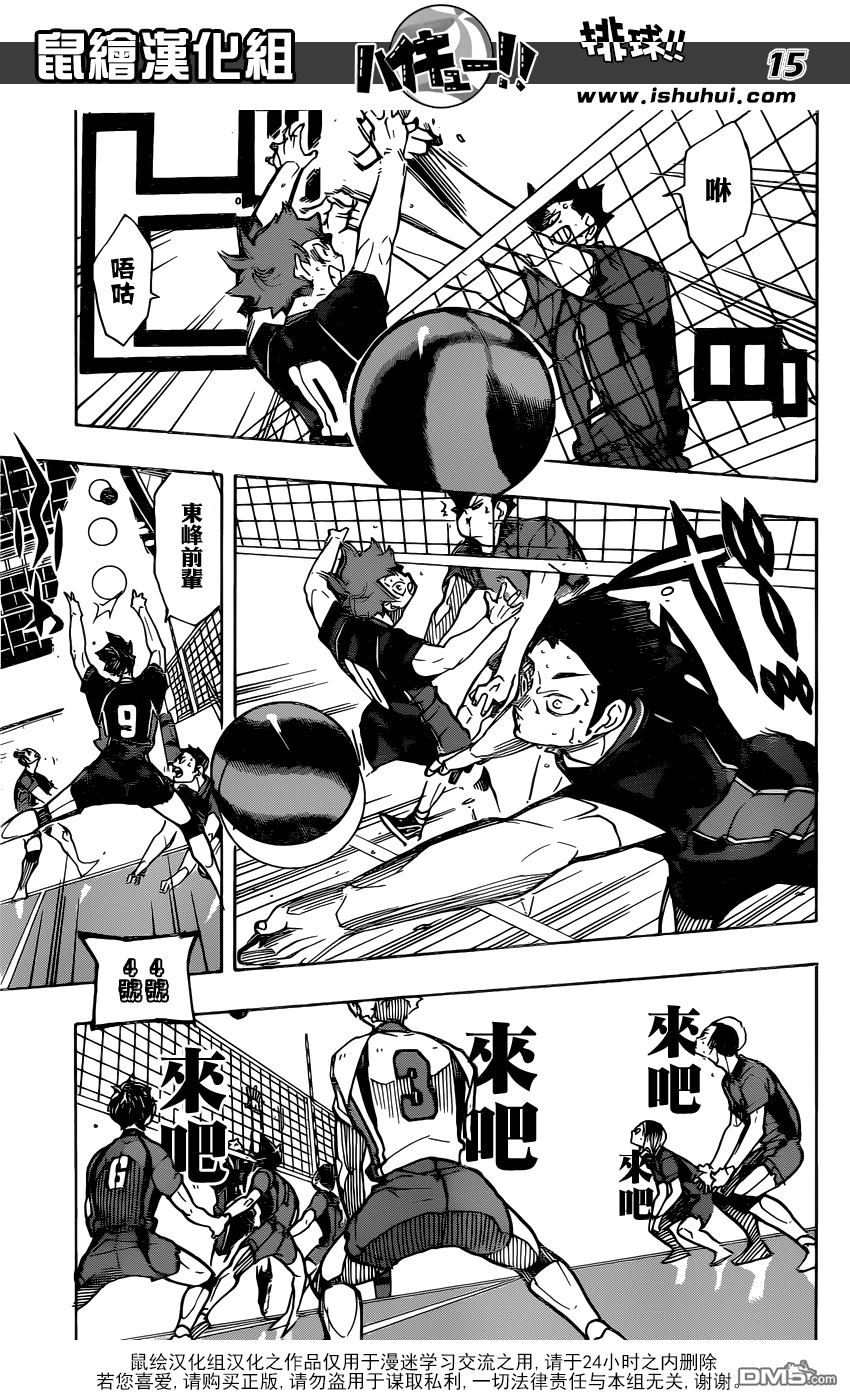 鼠繪漢化組
ハイキュー!!
排球!!
15
www.ishuhui.com
咻
唔咕
東峰前輩
9
4號
4號
來吧
來吧
來吧
來吧
3
6
鼠绘汉化组汉化之作品仅用于漫迷学习交流之用,请于24小时之内删除
若您喜爱,请购买正版,请勿盗用于谋取私利,一切法律责任与本组无关,谢谢。
DM5.com